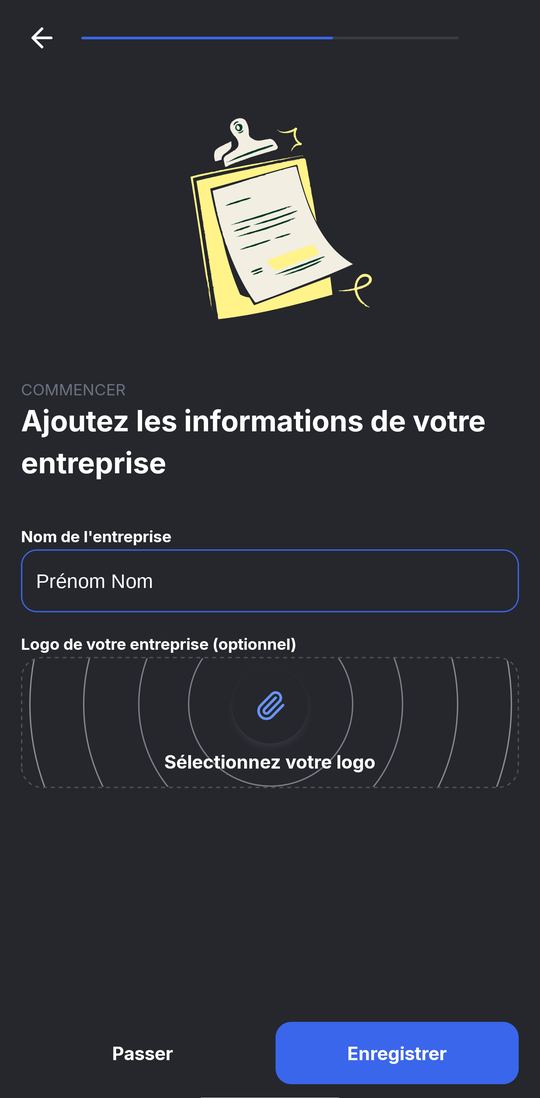 COMMENCER
Ajoutez les informations de votre
entreprise
Nom de l'entreprise
Prénom Nom
Logo de votre entreprise (optionnel)
Sélectionnez votre logo
Passer
Enregistrer